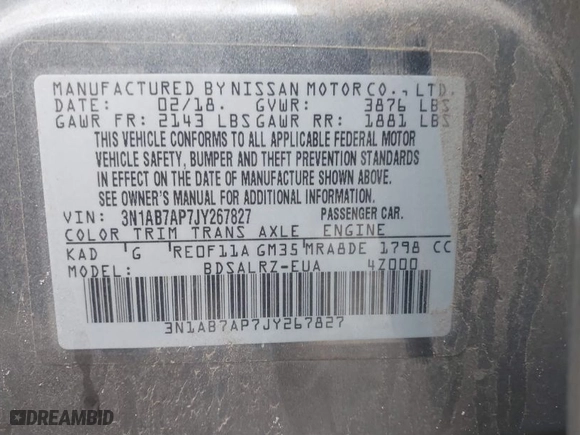 MANUFACTURED BY NISSAN MOTOR CO., LTD.
DATE: 02/18. GVWR: 3876 LBS
GAWR FR: 2143 LBS GAWR RR: 1881 LBS
THIS VEHICLE CONFORMS TO ALL APPLICABLE FEDERAL MOTOR
VEHICLE SAFETY, BUMPER AND THEFT PREVENTION STANDARDS
IN EFFECT ON THE DATE OF MANUFACTURE SHOWN ABOVE.
SEE OWNER'S MANUAL FOR ADDITIONAL INFORMATION.
VIN: 3N1AB7AP7JY267827 PASSENGER CAR.
COLOR TRIM TRANS AXLE ENGINE
KAD G RE0F11A GM35 MRA8DE 1798 CC
MODEL: BDSALRZ-EUA 4Z000
3N1AB7AP7JY267827
DREAMBID